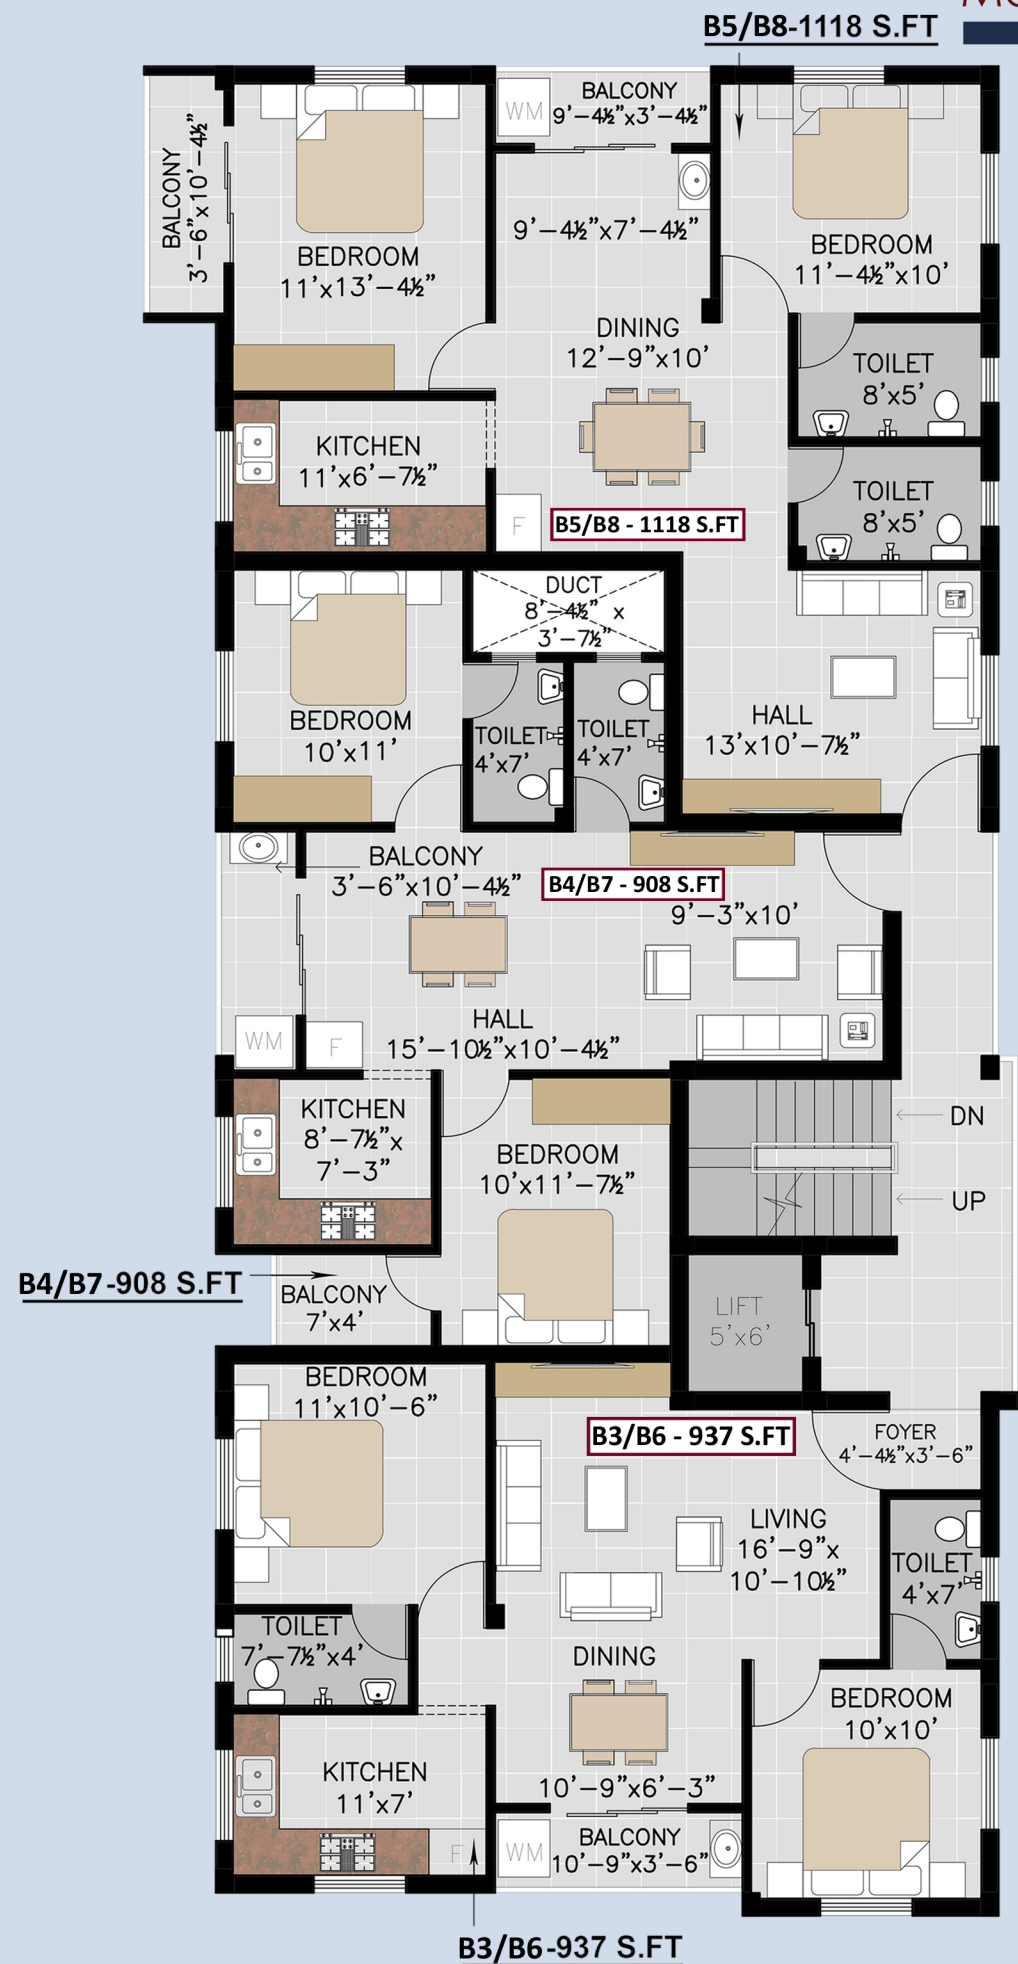 B5/B8-1118 S.FT
BALCONY
9'-4½"x3'-4½"
WM
BALCONY
3'-6"x10'-4½"
9'-4½"x7'-4½"
BEDROOM
11'x13'-4½"
BEDROOM
11'-4½"x10'
DINING
12'-9"x10'
TOILET
8'x5'
KITCHEN
11'x6'-7½"
TOILET
8'x5'
F
B5/B8 - 1118 S.FT
DUCT
8'-4½" x
3'-7½"
BEDROOM
10'x11'
TOILET
4'x7'
TOILET
4'x7'
HALL
13'x10'-7½"
BALCONY
3'-6"x10'-4½"
B4/B7 - 908 S.FT
9'-3"x10'
HALL
15'-10½"x10'-4½"
WM
F
KITCHEN
8'-7½"x
7'-3"
BEDROOM
10'x11'-7½"
DN
UP
B4/B7-908 S.FT
BALCONY
7'x4'
LIFT
5'x6'
BEDROOM
11'x10'-6"
B3/B6 - 937 S.FT
FOYER
4'-4½"x3'-6"
LIVING
16'-9"x
10'-10½"
TOILET
4'x7'
TOILET
7'-7½"x4'
DINING
BEDROOM
10'x10'
KITCHEN
11'x7'
10'-9"x6'-3"
F
WM
BALCONY
10'-9"x3'-6"
B3/B6-937 S.FT